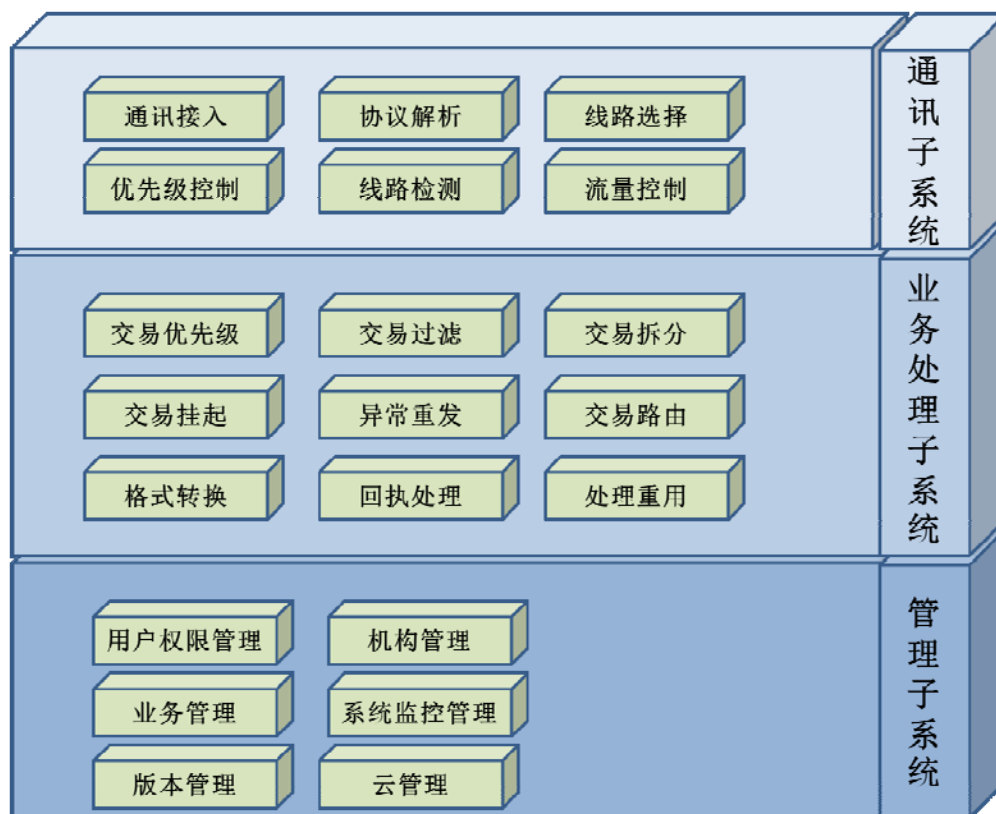 通讯接入 协议解析 线路选择
优先级控制 线路检测 流量控制
通讯子系统
交易优先级 交易过滤 交易拆分
交易挂起 异常重发 交易路由
格式转换 回执处理 处理重用
业务处理子系统
用户权限管理 机构管理
业务管理 系统监控管理
版本管理 云管理
管理子系统